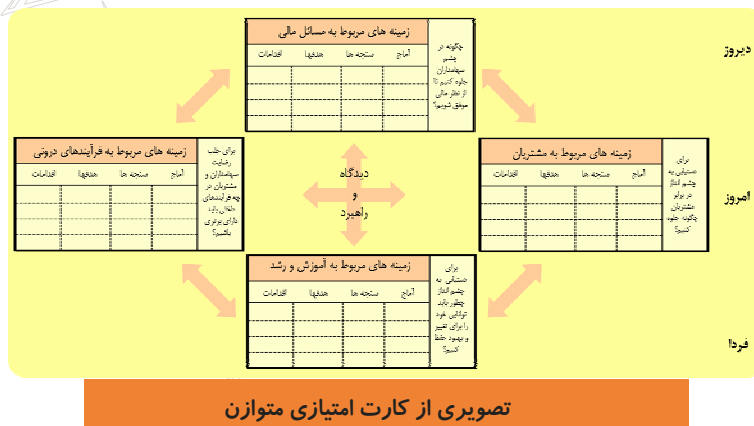 زمینه های مربوط به مسائل مالی
آماج سنجه ها هدفها اقدامات
چگونه در
چشم
سهامداران
جلوه کنیم تا
از نظر مالی
موفق شویم؟
دیروز
زمینه های مربوط به مشتریان
آماج سنجه ها هدفها اقدامات
برای
دستیابی به
چشم انداز
در برابر
مشتریان
چگونه جلوه
کنیم؟
امروز
دیدگاه
و
راهبرد
زمینه های مربوط به فرآیندهای درونی
آماج سنجه ها هدفها اقدامات
برای جلب
رضایت
سهامداران و
مشتریان در
چه فرآیندهای
داخلی باید
دارای برتری
باشیم؟
زمینه های مربوط به آموزش و رشد
آماج سنجه ها هدفها اقدامات
برای
دستیابی به
چشم انداز
چطور باید
توانایی خود
را برای تغییر
و بهبود حفظ
کنیم؟
فردا
تصویری از کارت امتیازی متوازن